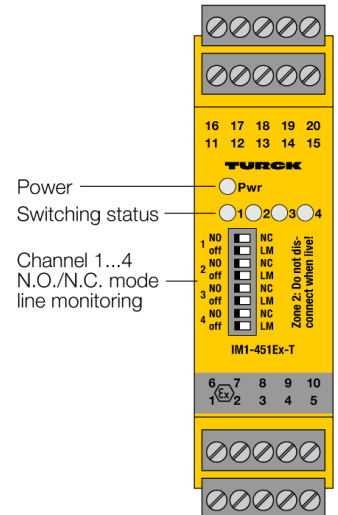 16 17 18 19 20
11 12 13 14 15
TURCK
Power
Pwr
Switching status
1 2 3 4
Channel 1...4
N.O./N.C. mode
line monitoring
1 NO NC
off LM
2 NO NC
off LM
3 NO NC
off LM
4 NO NC
off LM
Zone 2: Do not dis-
connect when live!
IM1-451Ex-T
6 7 8 9 10
Ex
1 2 3 4 5